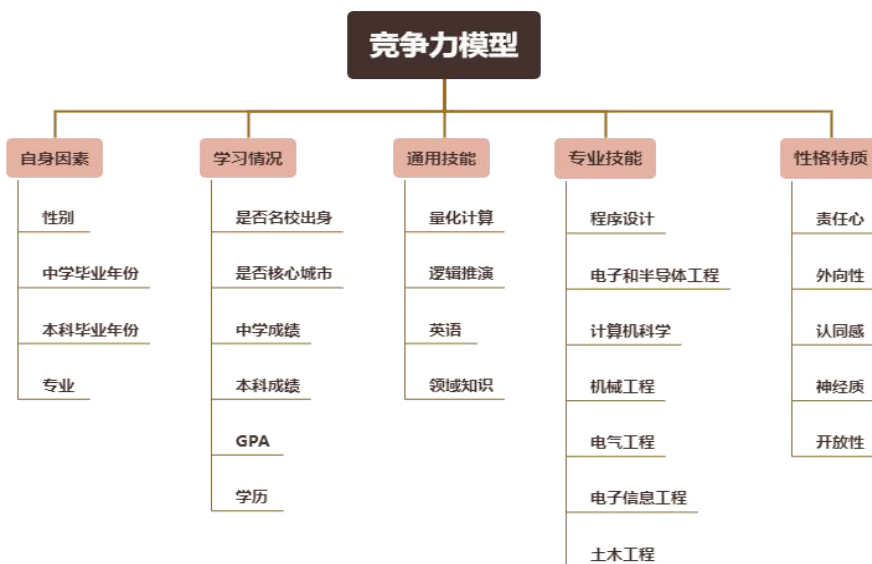 竞争力模型
自身因素
性别
中学毕业年份
本科毕业年份
专业
学习情况
是否名校出身
是否核心城市
中学成绩
本科成绩
GPA
学历
通用技能
量化计算
逻辑推演
英语
领域知识
专业技能
程序设计
电子和半导体工程
计算机科学
机械工程
电气工程
电子信息工程
土木工程
性格特质
责任心
外向性
认同感
神经质
开放性